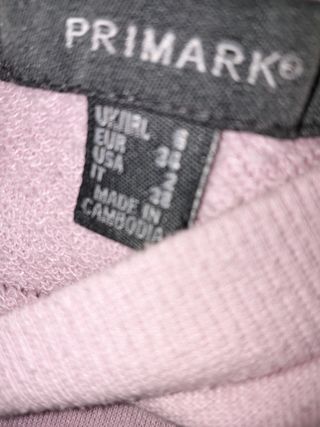 PRIMARK®
UK/IRL 6
EUR 34
USA 2
IT 38
MADE IN
CAMBODIA